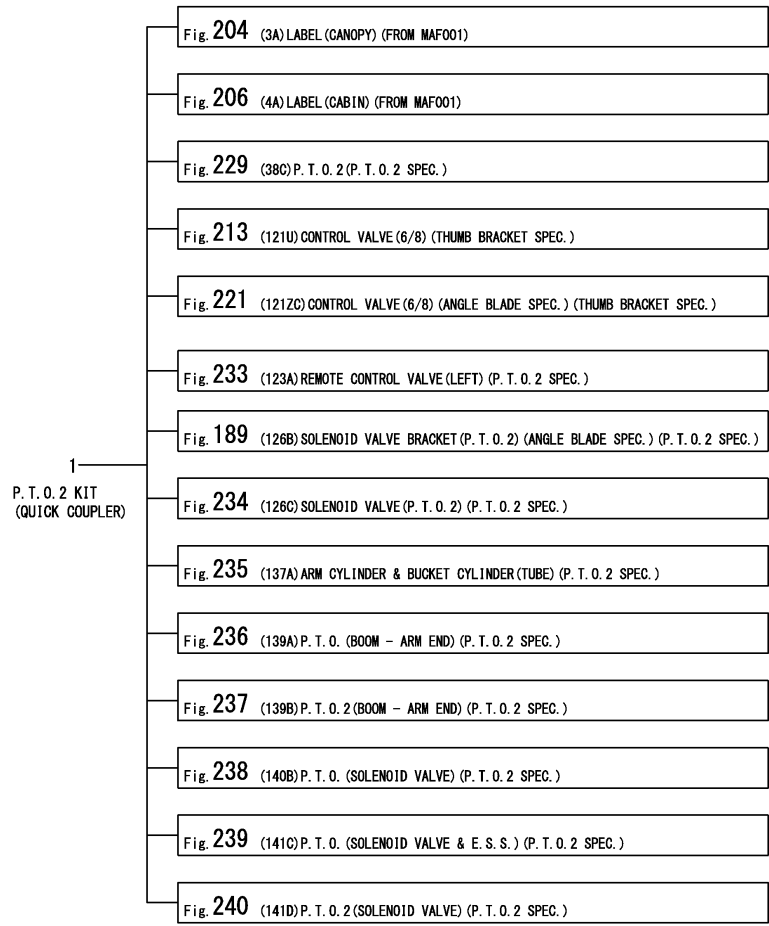 Fig. 204 (3A)LABEL(CANOPY)(FROM MAF001)
Fig. 206 (4A)LABEL(CABIN)(FROM MAF001)
Fig. 229 (38C)P.T.O.2(P.T.O.2 SPEC.)
Fig. 213 (121U)CONTROL VALVE(6/8)(THUMB BRACKET SPEC.)
Fig. 221 (121ZC)CONTROL VALVE(6/8)(ANGLE BLADE SPEC.)(THUMB BRACKET SPEC.)
Fig. 233 (123A)REMOTE CONTROL VALVE(LEFT)(P.T.O.2 SPEC.)
Fig. 189 (126B)SOLENOID VALVE BRACKET(P.T.O.2)(ANGLE BLADE SPEC.)(P.T.O.2 SPEC.)
1
P.T.O.2 KIT
(QUICK COUPLER)
Fig. 234 (126C)SOLENOID VALVE(P.T.O.2)(P.T.O.2 SPEC.)
Fig. 235 (137A)ARM CYLINDER & BUCKET CYLINDER(TUBE)(P.T.O.2 SPEC.)
Fig. 236 (139A)P.T.O.(BOOM - ARM END)(P.T.O.2 SPEC.)
Fig. 237 (139B)P.T.O.2(BOOM - ARM END)(P.T.O.2 SPEC.)
Fig. 238 (140B)P.T.O.(SOLENOID VALVE)(P.T.O.2 SPEC.)
Fig. 239 (141C)P.T.O.(SOLENOID VALVE & E.S.S.)(P.T.O.2 SPEC.)
Fig. 240 (141D)P.T.O.2(SOLENOID VALVE)(P.T.O.2 SPEC.)